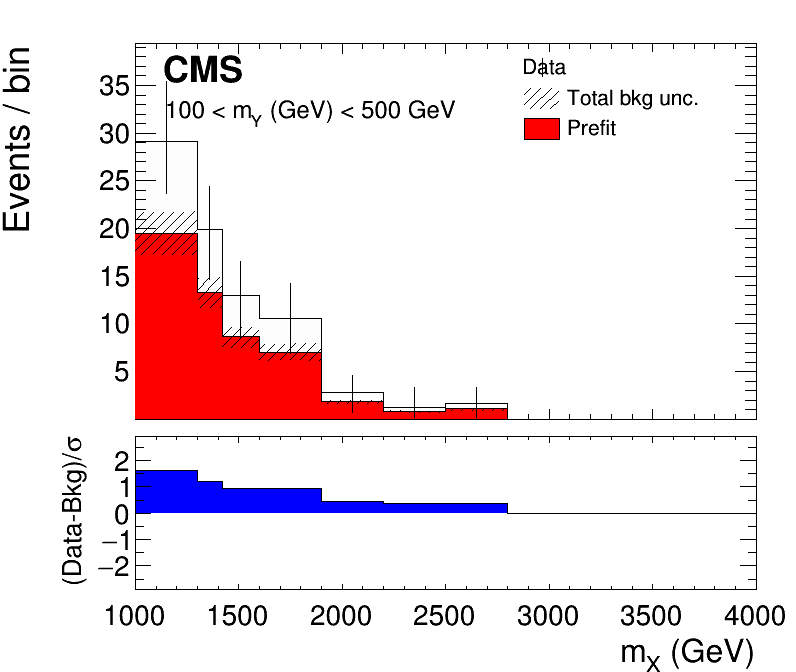 CMS
100 < mY (GeV) < 500 GeV
Data
Total bkg unc.
Prefit
Events / bin
35
30
25
20
15
10
5
(Data-Bkg)/σ
2
1
0
−1
−2
1000 1500 2000 2500 3000 3500 4000
mX (GeV)